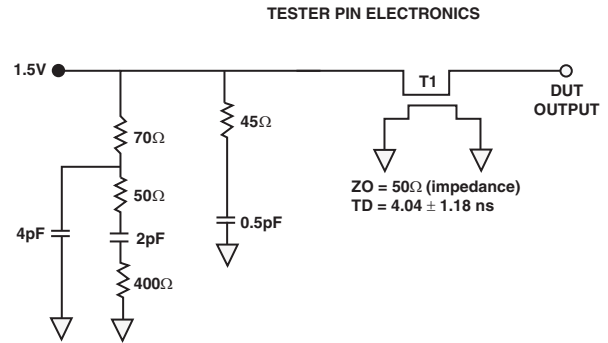 TESTER PIN ELECTRONICS
1.5V
T1
DUT
OUTPUT
70Ω
45Ω
50Ω
ZO = 50Ω (impedance)
TD = 4.04 ± 1.18 ns
4pF
2pF
0.5pF
400Ω